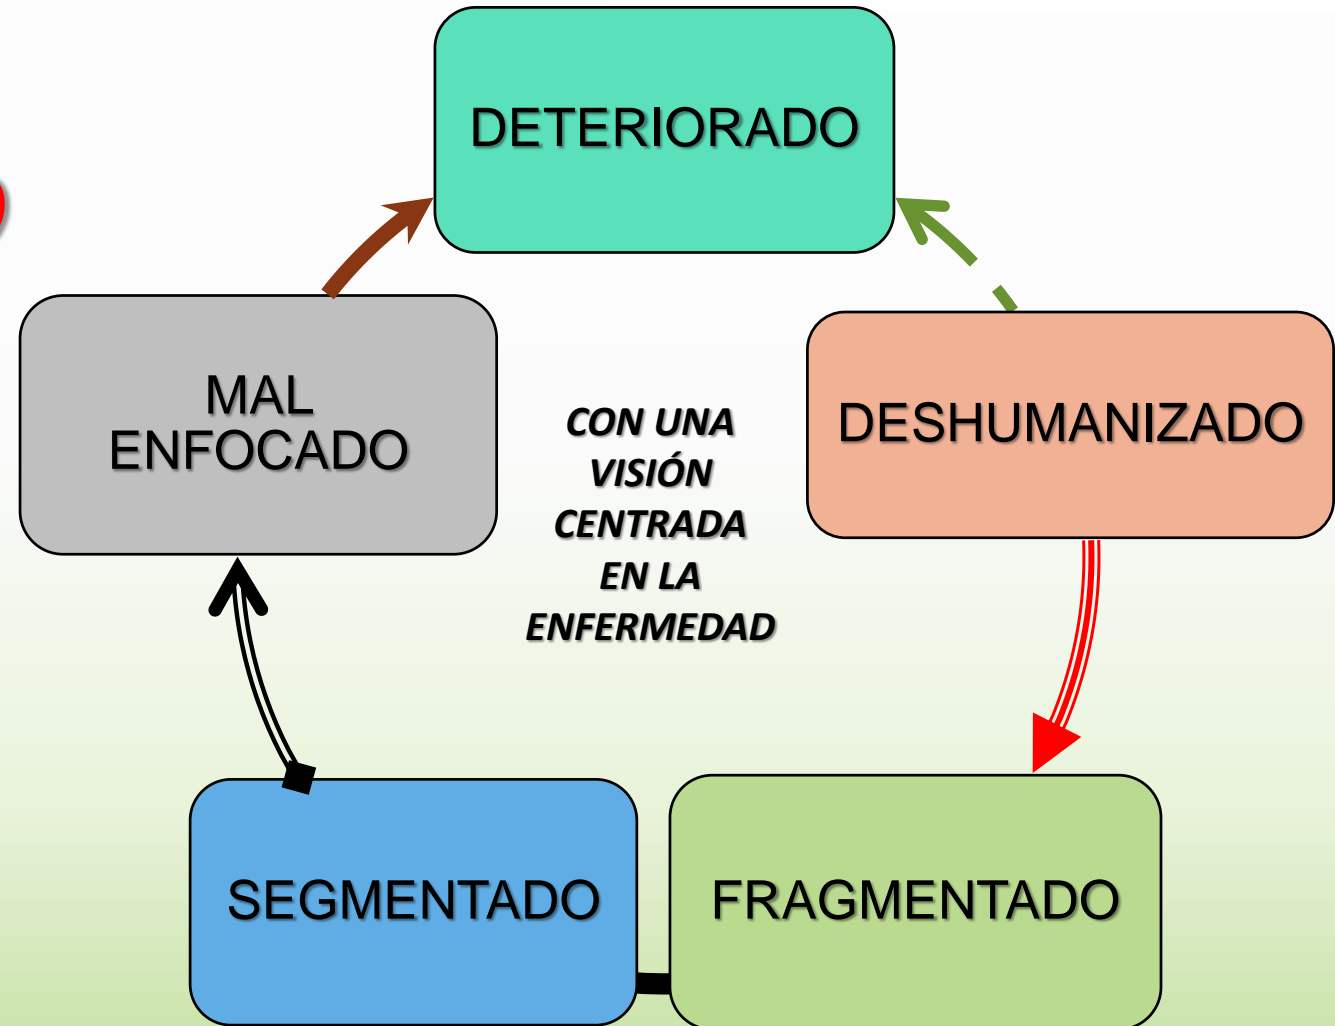 DETERIORADO
MAL
ENFOCADO
CON UNA
VISIÓN
CENTRADA
EN LA
ENFERMEDAD
DESHUMANIZADO
SEGMENTADO
FRAGMENTADO